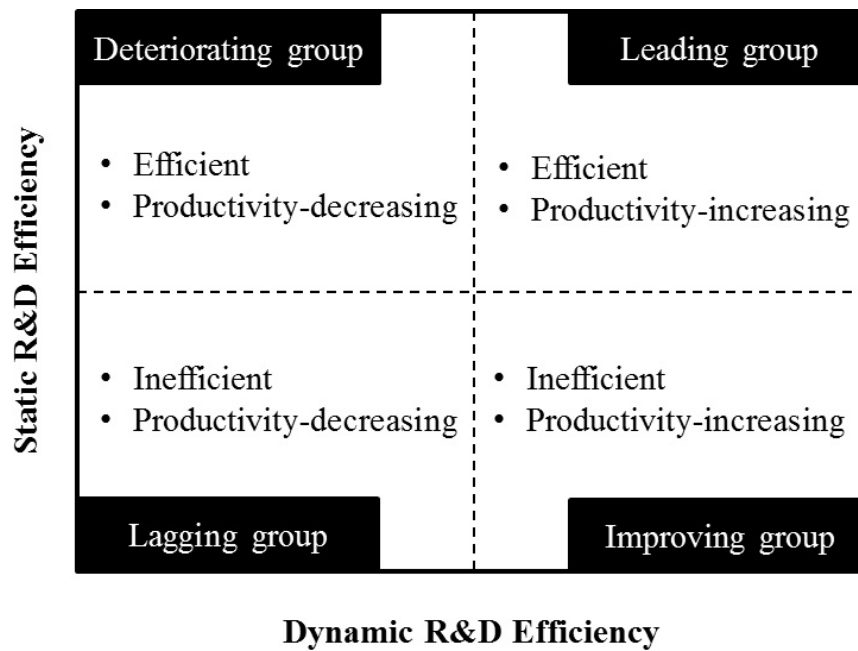 Deteriorating group
Leading group
• Efficient
• Productivity-decreasing
• Efficient
• Productivity-increasing
Static R&D Efficiency
• Inefficient
• Productivity-decreasing
• Inefficient
• Productivity-increasing
Lagging group
Improving group
Dynamic R&D Efficiency